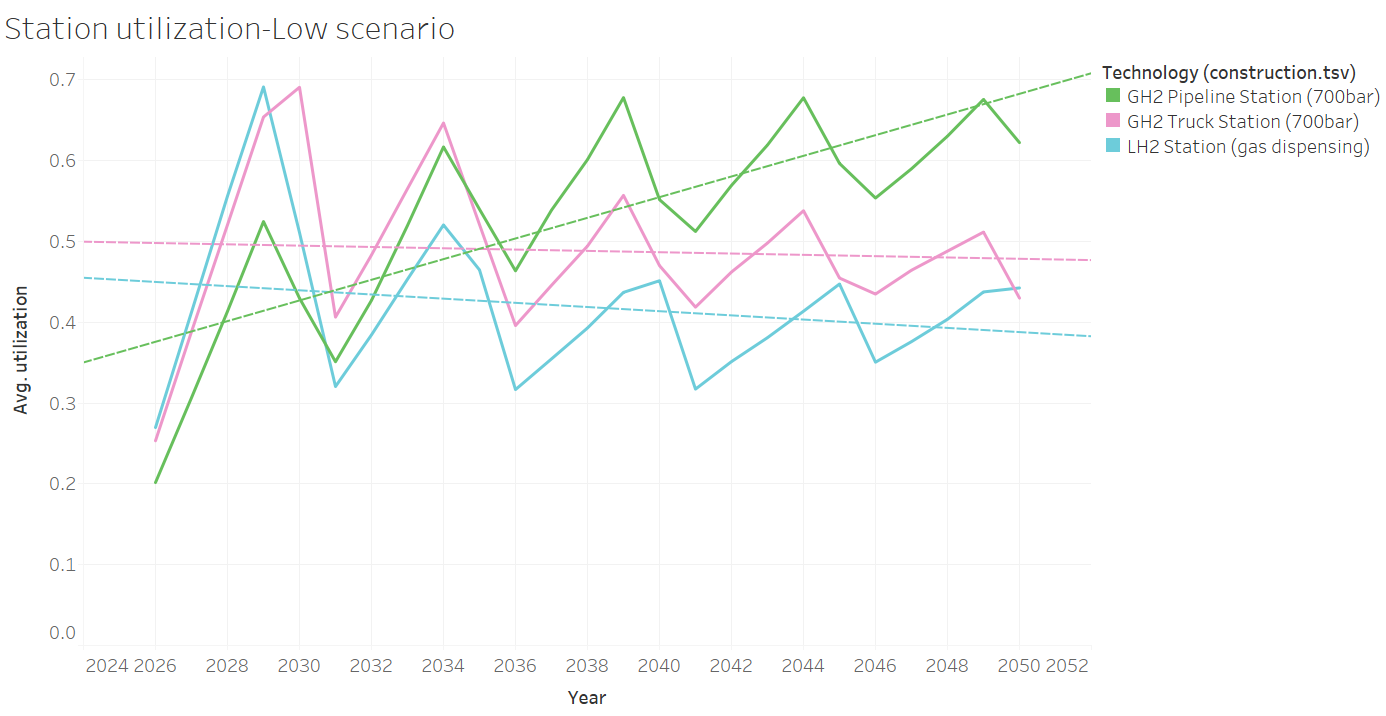 Station utilization-Low scenario
Technology (construction.tsv)
GH2 Pipeline Station (700bar)
GH2 Truck Station (700bar)
LH2 Station (gas dispensing)
Avg. utilization
0.7
0.6
0.5
0.4
0.3
0.2
0.1
0.0
2024 2026 2028 2030 2032 2034 2036 2038 2040 2042 2044 2046 2048 2050 2052
Year